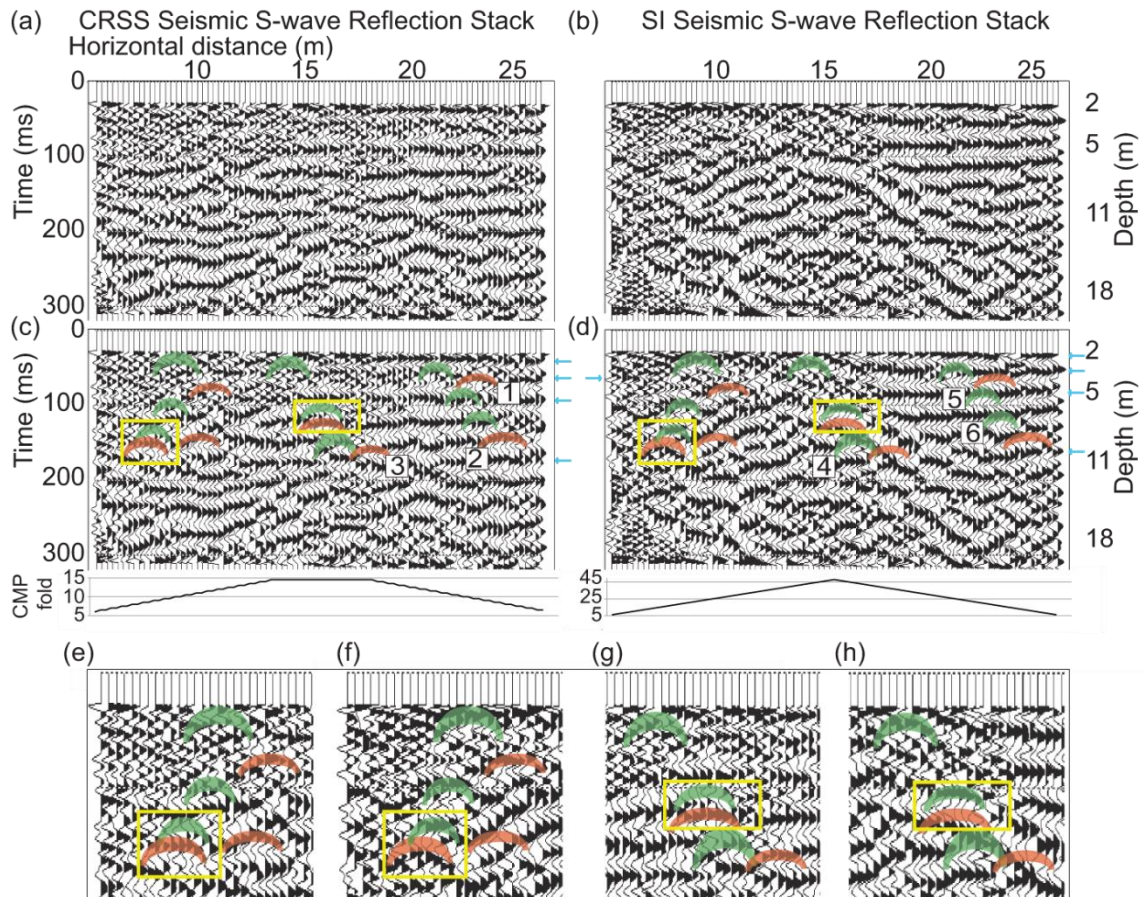 (a) CRSS Seismic S-wave Reflection Stack
Horizontal distance (m)
10 15 20 25
0
100
200
300
Time (ms)
(b) SI Seismic S-wave Reflection Stack
10 15 20 25
2
5
11
18
Depth (m)
(c)
0
100
200
300
Time (ms)
1
2
3
(d)
4
5
6
2
5
11
18
Depth (m)
CMP
fold
15
10
5
45
25
5
(e) (f) (g) (h)